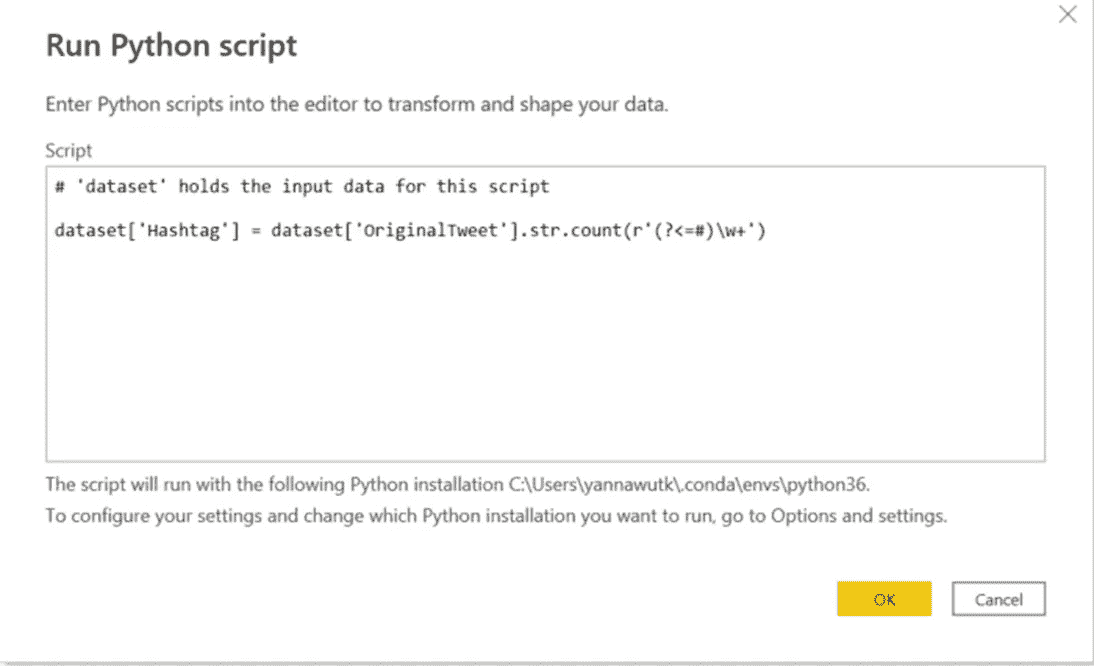 Run Python script
Enter Python scripts into the editor to transform and shape your data.
Script
# 'dataset' holds the input data for this script
dataset['Hashtag'] = dataset['OriginalTweet'].str.count(r'(?<=#)\w+')
The script will run with the following Python installation C:\Users\yannawutk\.conda\envs\python36.
To configure your settings and change which Python installation you want to run, go to Options and settings.
OK
Cancel